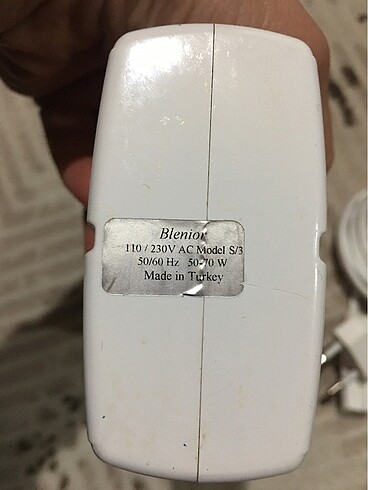 Blenior
110 / 230V AC Model S/3
50/60 Hz 50-70 W
Made in Turkey